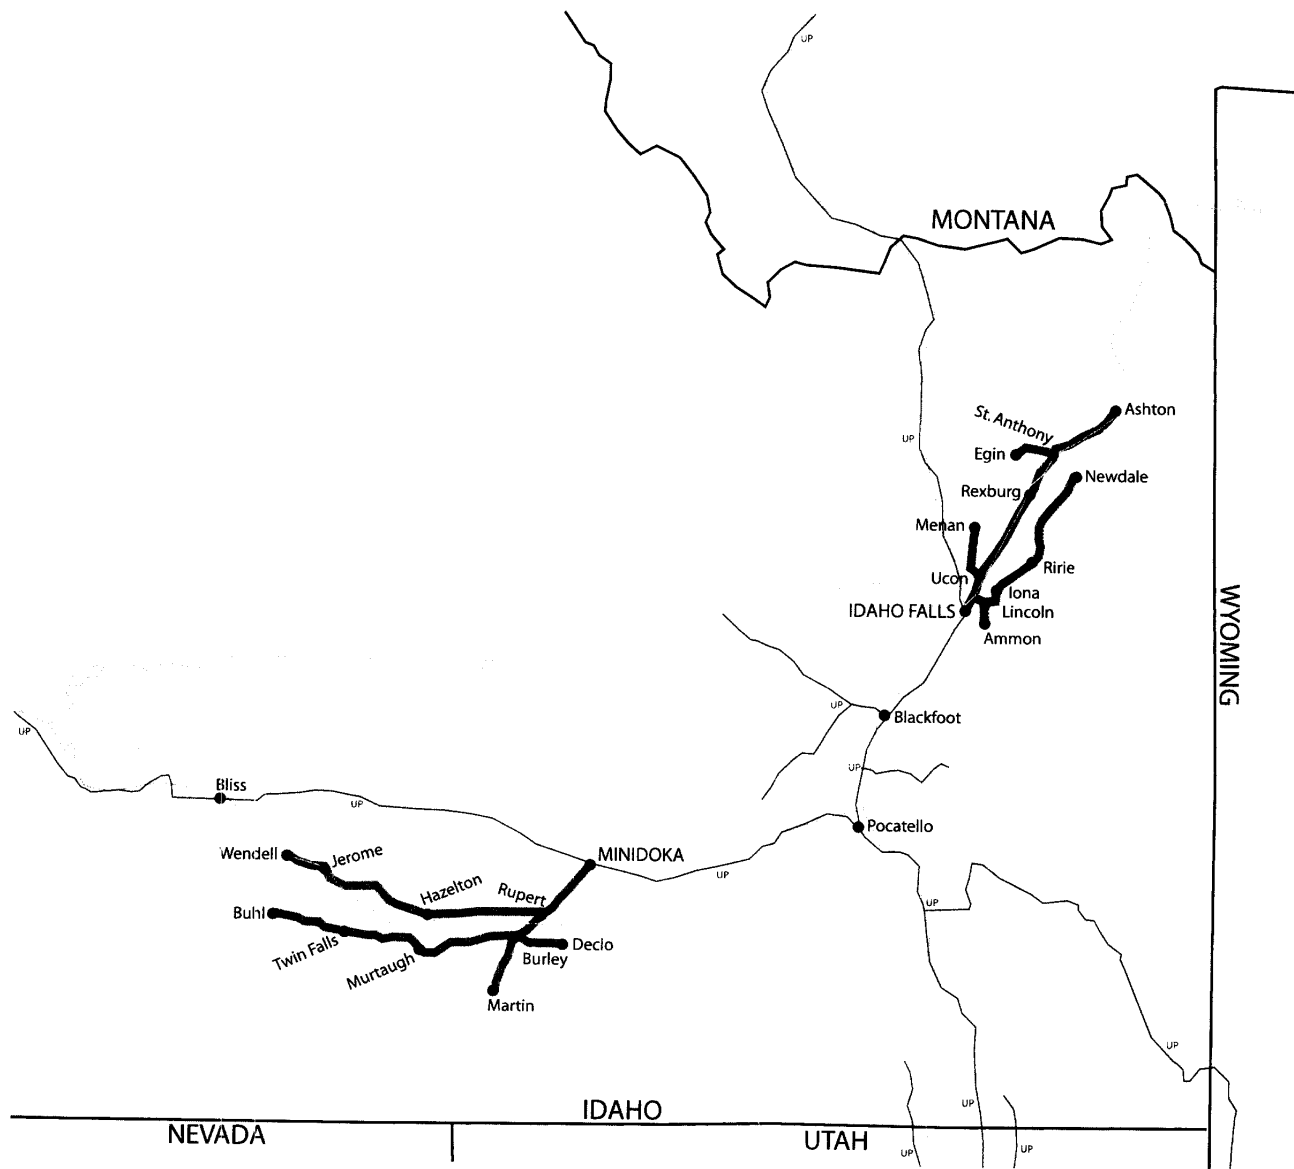 UP
MONTANA
Ashton
St. Anthony
UP
Egin
Newdale
Rexburg
Menan
Ririe
Ucon
Iona
WYOMING
IDAHO FALLS
Lincoln
Ammon
UP
Blackfoot
UP
UP
Bliss
UP
Pocatello
Wendell
Jerome
MINIDOKA
UP
Hazelton
Rupert
UP
Buhl
Twin Falls
Declo
Burley
Murtaugh
Martin
UP
UP
IDAHO
NEVADA
UTAH
UP
UP